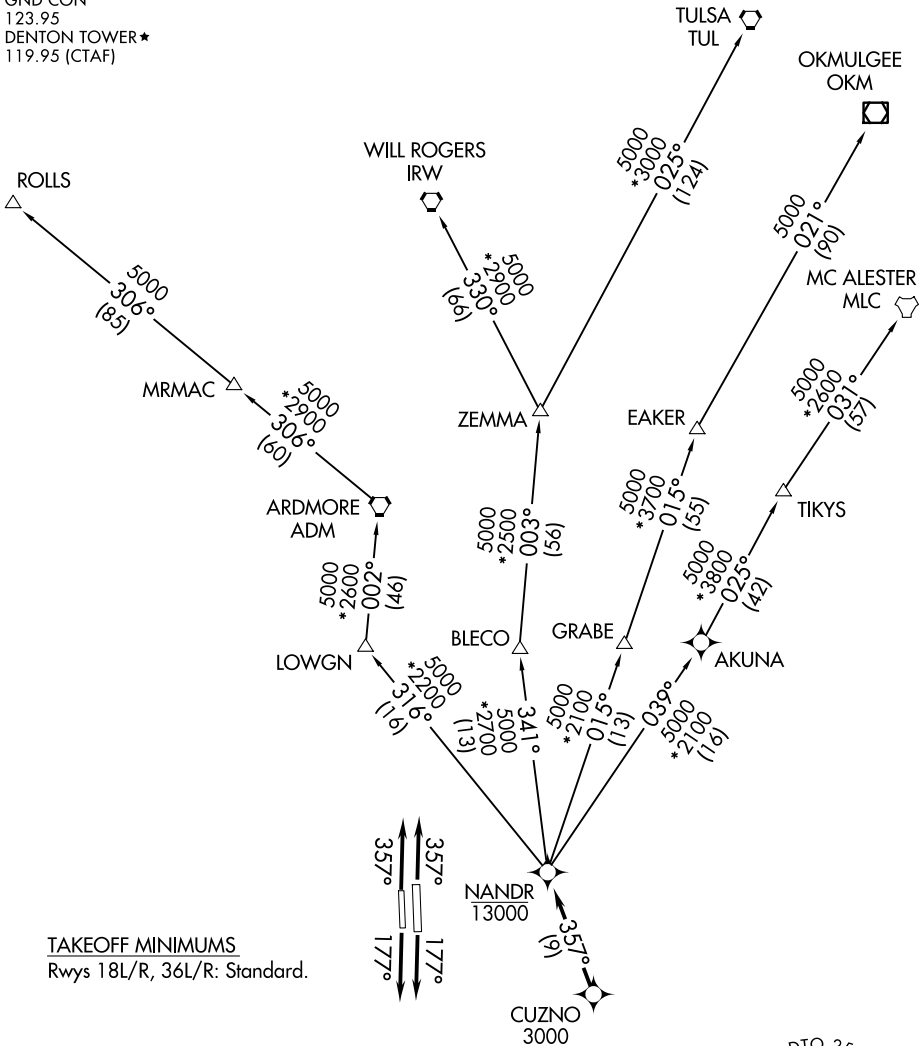 GND CON
123.95
DENTON TOWER★
119.95 (CTAF)
TULSA
TUL
OKMULGEE
OKM
WILL ROGERS
IRW
ROLLS
5000
*3000
025°
(124)
5000
021°
(90)
MC ALESTER
MLC
5000
*2900
330°
(66)
5000
306°
(85)
MRMAC
5000
*2900
306°
(60)
ZEMMA
EAKER
5000
*2600
031°
(57)
ARDMORE
ADM
TIKYS
5000
*2500
003°
(56)
5000
*3700
015°
(55)
5000
*3800
025°
(42)
5000
*2600
002°
(46)
LOWGN
BLECO
GRABE
AKUNA
5000
*2200
316°
(16)
341°
5000
*2700
(13)
5000
*2100
015°
(13)
039°
5000
*2100
(16)
357°
357°
177°
177°
NANDR
13000
357°
(9)
CUZNO
3000
TAKEOFF MINIMUMS
Rwys 18L/R, 36L/R: Standard.